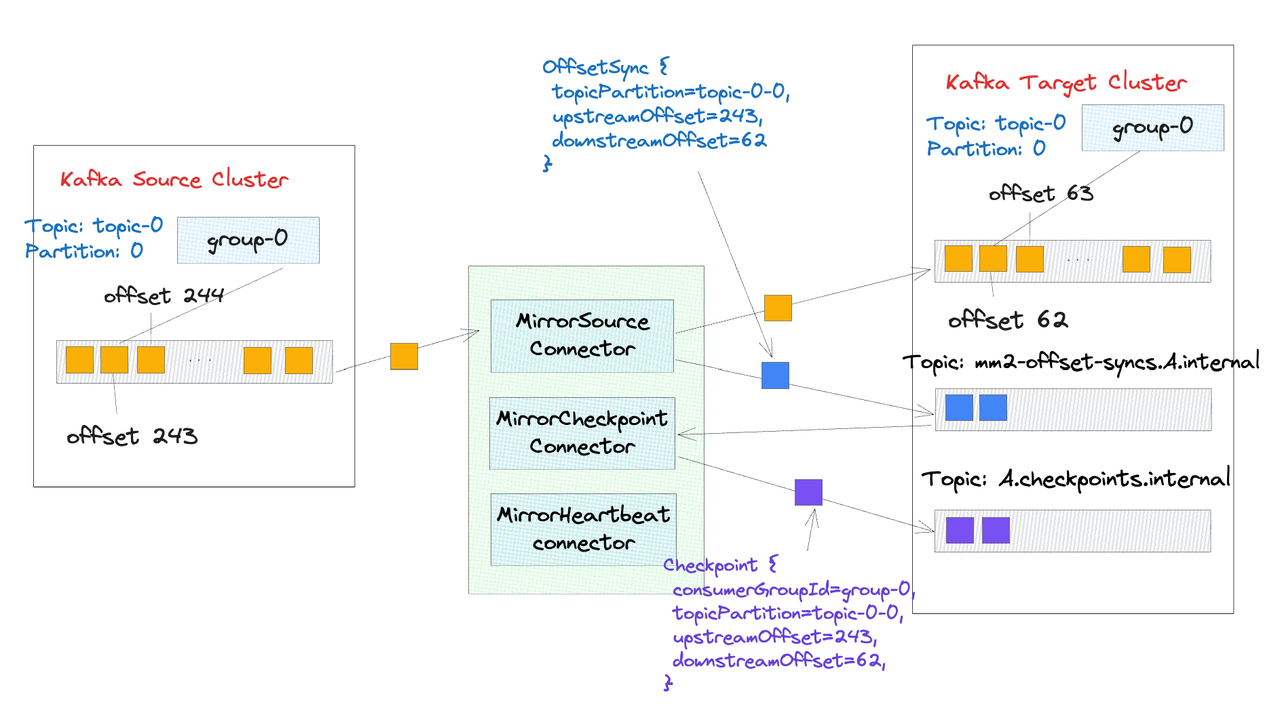 OffsetSync {
topicPartition=topic-0-0,
upstreamOffset=243,
downstreamOffset=62
}
Kafka Source Cluster
Topic: topic-0
Partition: 0
group-0
offset 244
...
offset 243
MirrorSource
Connector
MirrorCheckpoint
Connector
MirrorHeartbeat
connector
Checkpoint {
consumerGroupId=group-0,
topicPartition=topic-0-0,
upstreamOffset=243,
downstreamOffset=62,
}
Kafka Target Cluster
Topic: topic-0
Partition: 0
group-0
offset 63
...
offset 62
Topic: mm2-offset-syncs.A.internal
Topic: A.checkpoints.internal